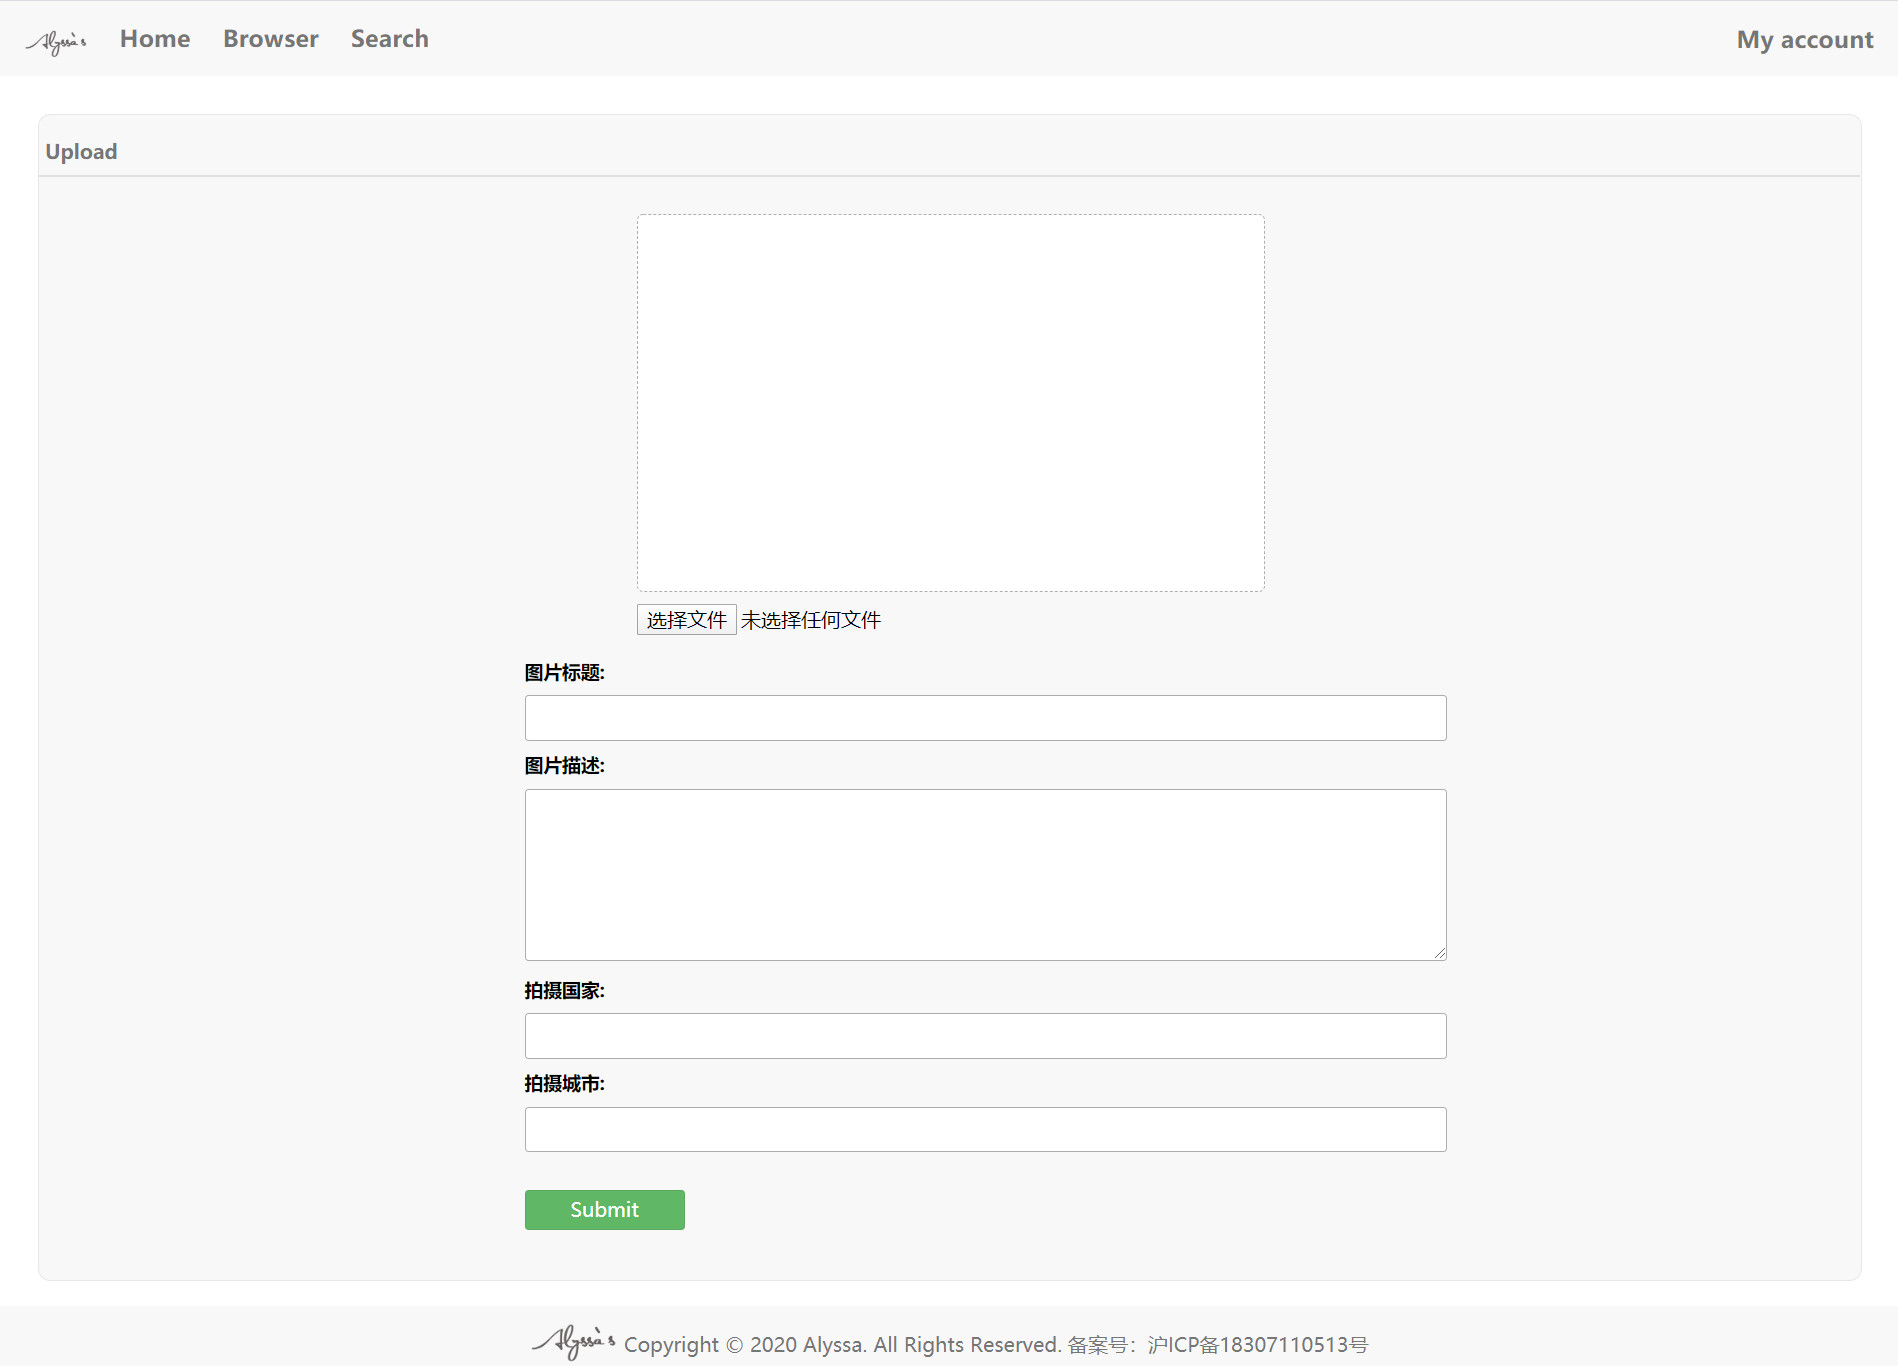 Alyssa's Home Browser Search My account
Upload
选择文件 未选择任何文件
图片标题:
图片描述:
拍摄国家:
拍摄城市:
Submit
Alyssa's Copyright © 2020 Alyssa. All Rights Reserved. 备案号：沪ICP备18307110513号